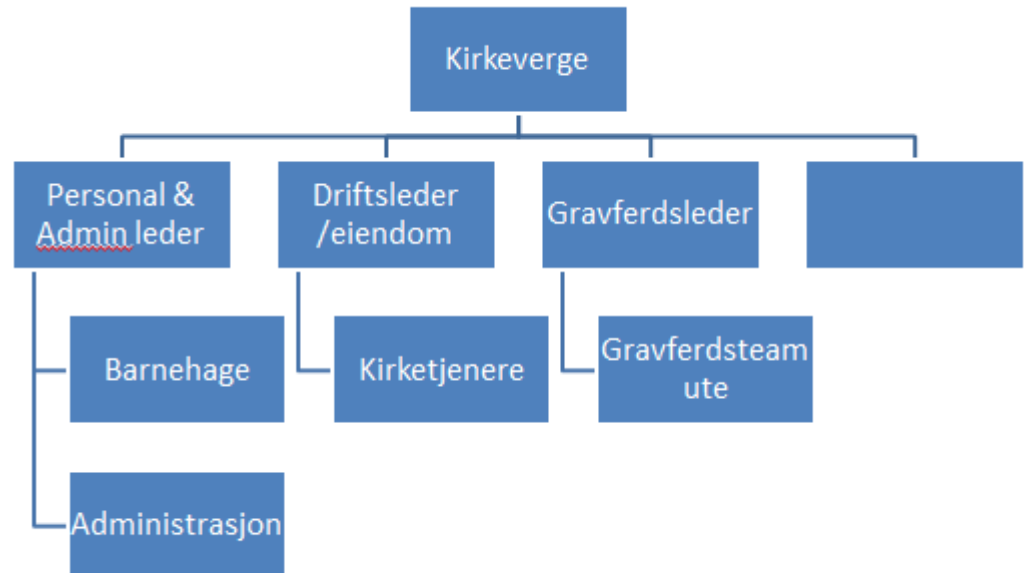 Kirkeverge
Personal &
Admin leder
Driftsleder
/eiendom
Gravferdsleder
Barnehage
Kirketjenere
Gravferdsteam
ute
Administrasjon